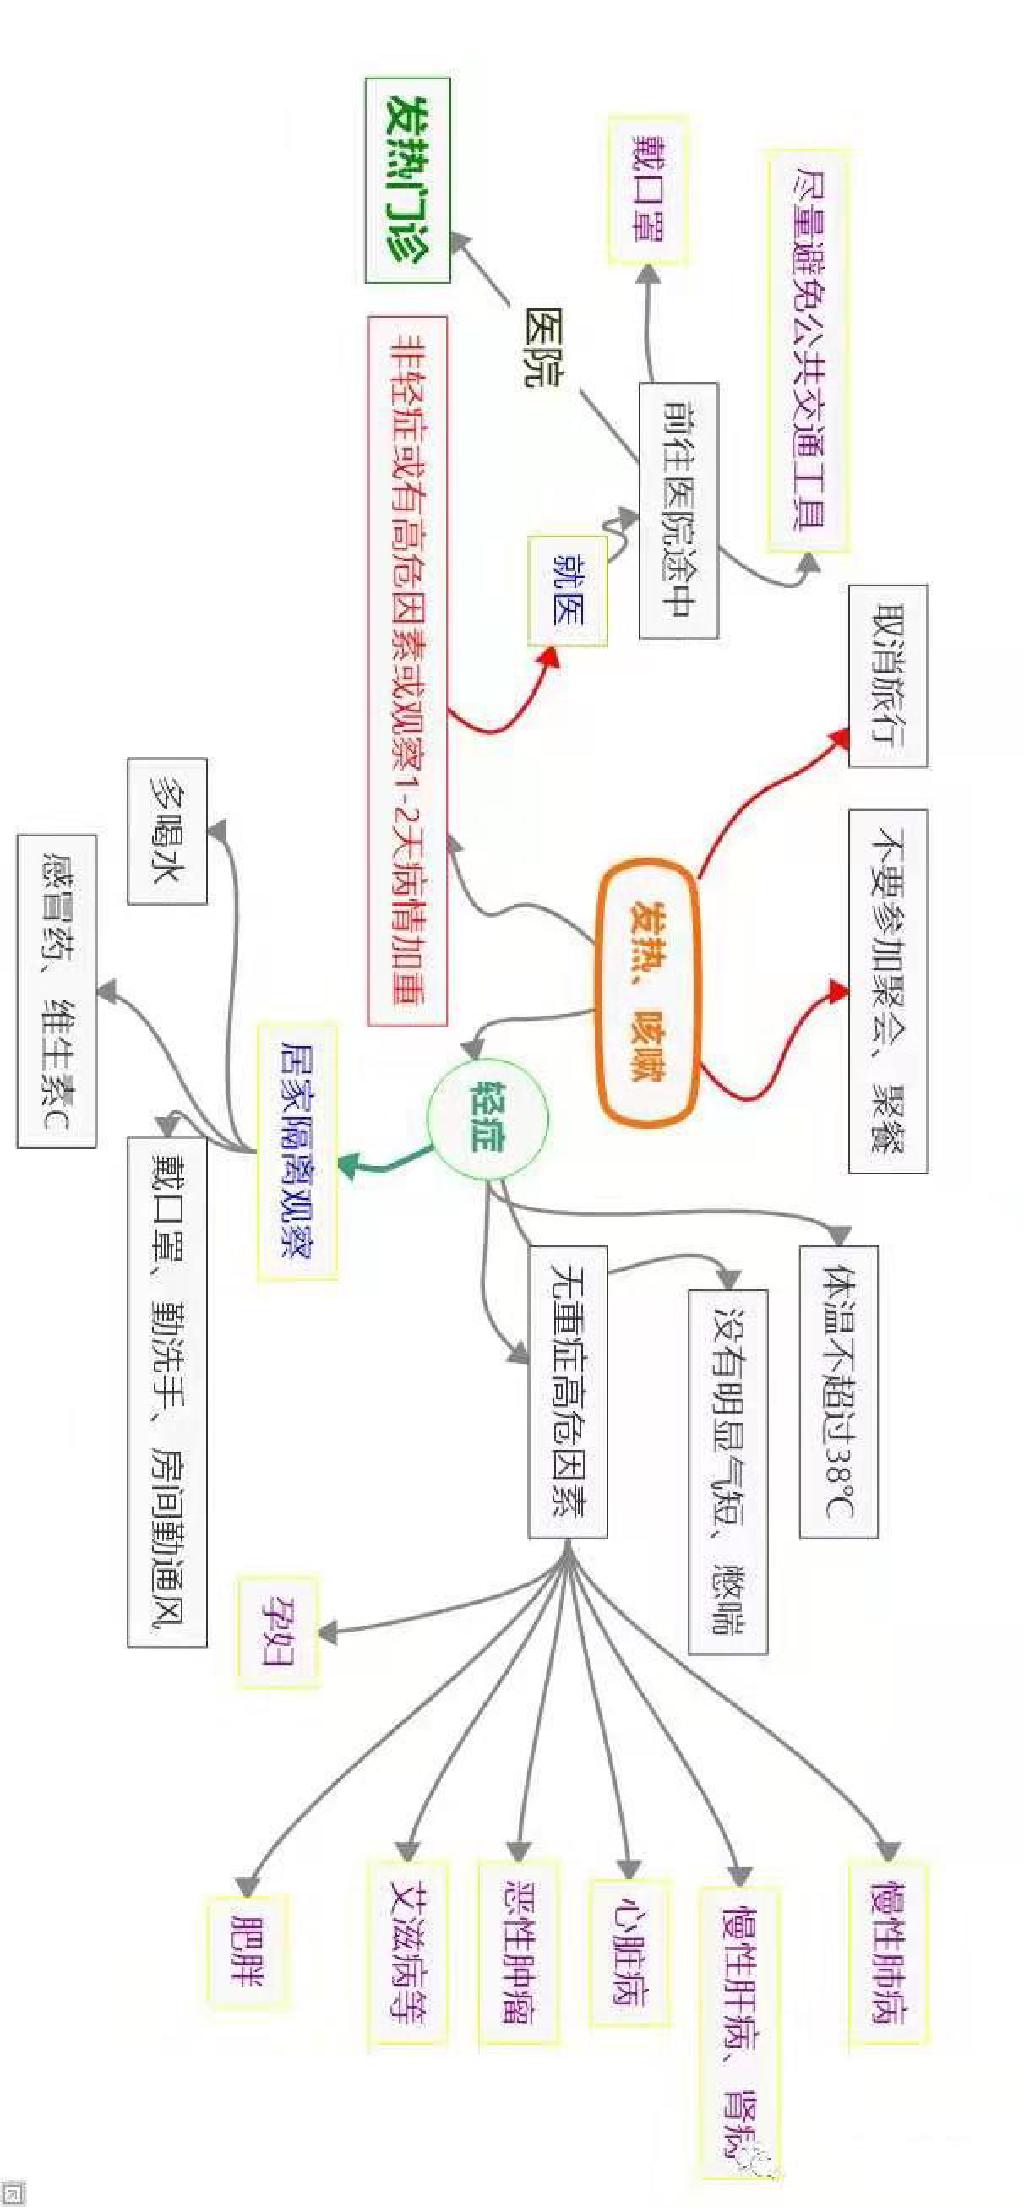 取消旅行
不要参加聚会、聚餐
慢性肺病
体温不超过38℃
尽量避免公共交通工具
慢性肝病、肾病
没有明显气短、憋喘
前往医院途中
戴口罩
发热、咳嗽
心脏病
就医
无重症高危因素
医院
恶性肿瘤
轻症
发热门诊
非轻症或有高危因素或观察1-2天病情加重
艾滋病等
居家隔离观察
孕妇
肥胖
多喝水
戴口罩、勤洗手、房间勤通风
感冒药、维生素C